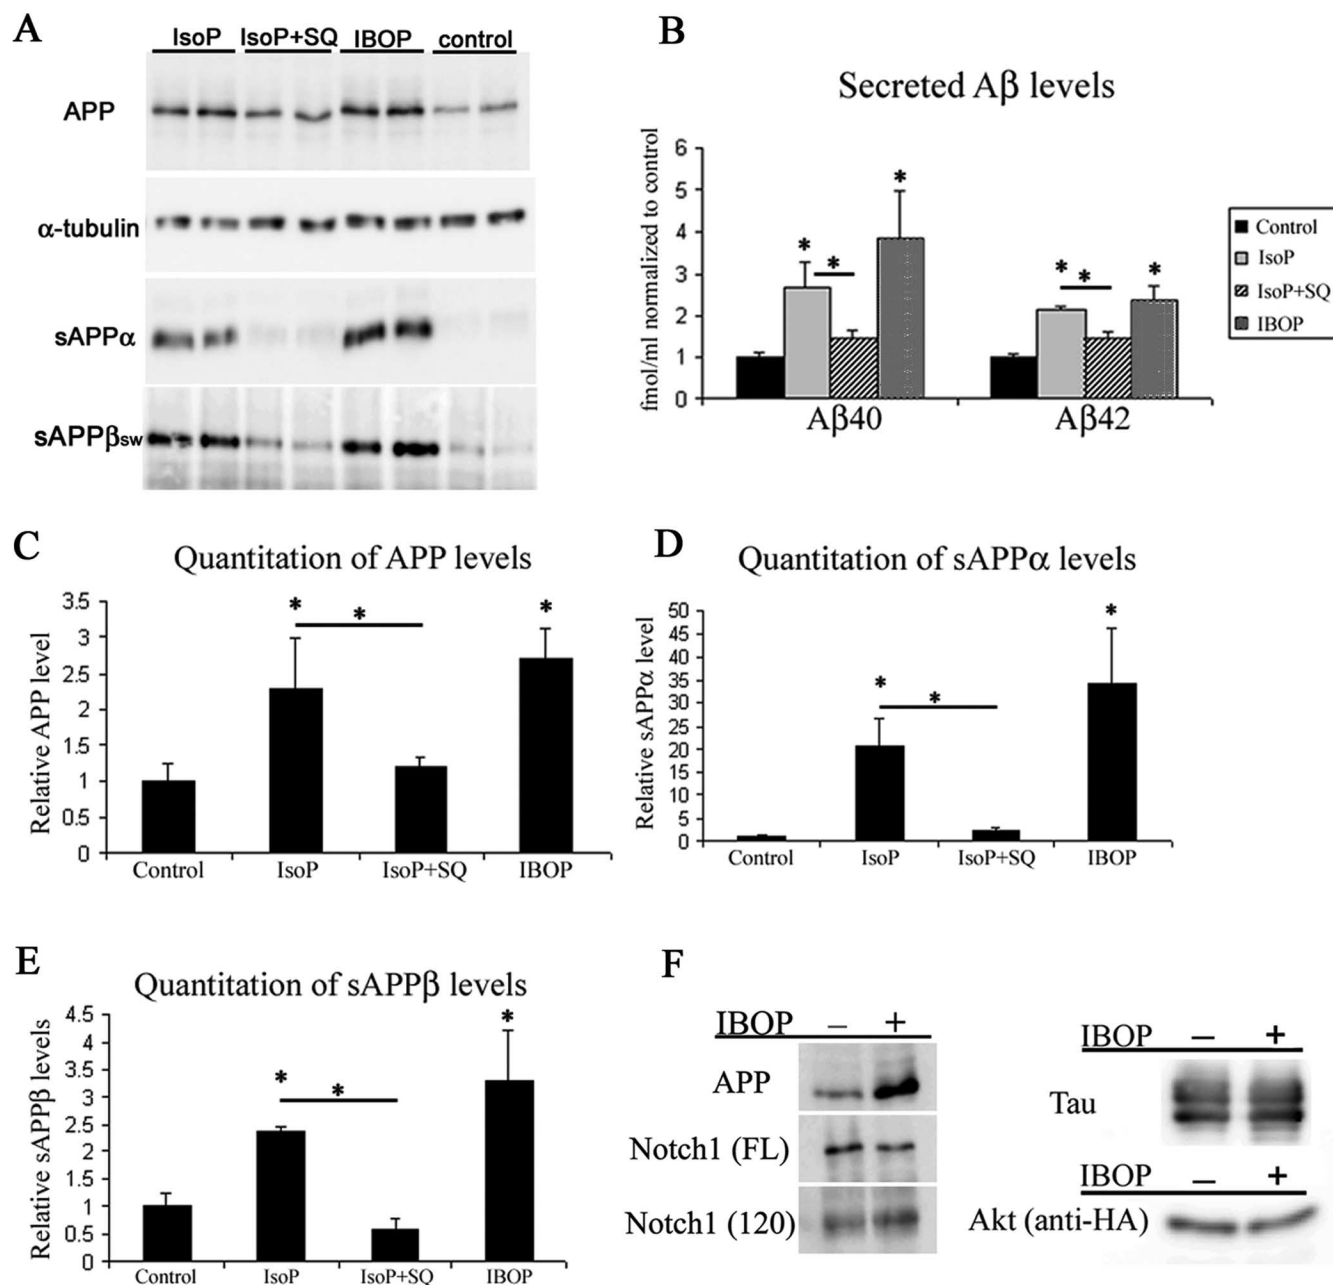 A
IsoP IsoP+SQ IBOP control
APP
α-tubulin
sAPPα
sAPPβsw
B
Secreted Aβ levels
fmol/ml normalized to control
6
5
4
3
2
1
0
* * * * * *
Aβ40 Aβ42
Control
IsoP
IsoP+SQ
IBOP
C
Quantitation of APP levels
Relative APP level
3.5
3
2.5
2
1.5
1
0.5
0
* * *
Control IsoP IsoP+SQ IBOP
D
Quantitation of sAPPα levels
Relative sAPPα level
50
45
40
35
30
25
20
15
10
5
0
* * *
Control IsoP IsoP+SQ IBOP
E
Quantitation of sAPPβ levels
Relative sAPPβ levels
4.5
4
3.5
3
2.5
2
1.5
1
0.5
0
* * *
Control IsoP IsoP+SQ IBOP
F
IBOP − +
APP
Notch1 (FL)
Notch1 (120)
IBOP − +
Tau
IBOP − +
Akt (anti-HA)